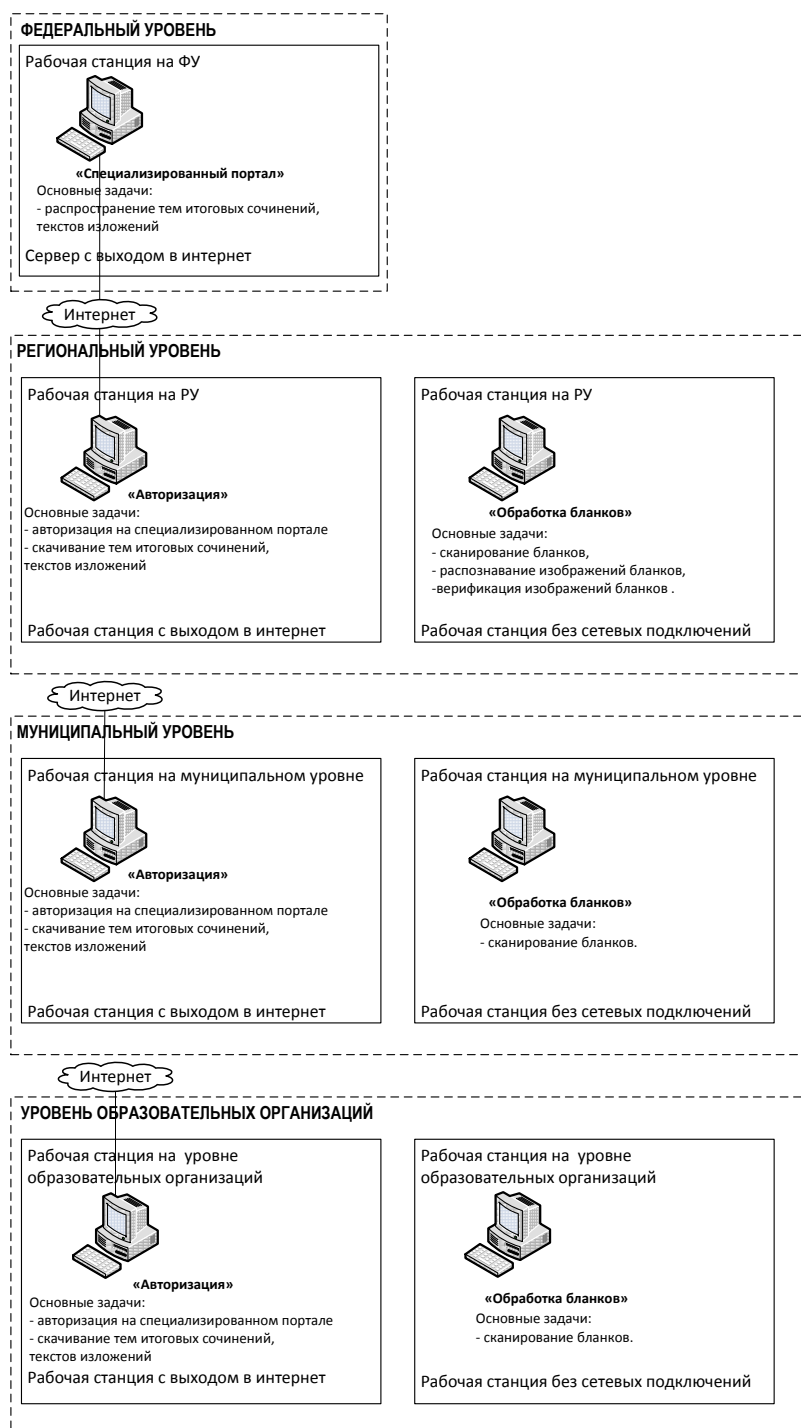 ФЕДЕРАЛЬНЫЙ УРОВЕНЬ
Рабочая станция на ФУ
«Специализированный портал»
Основные задачи:
- распространение тем итоговых сочинений,
текстов изложений
Сервер с выходом в интернет
Интернет
РЕГИОНАЛЬНЫЙ УРОВЕНЬ
Рабочая станция на РУ
«Авторизация»
Основные задачи:
- авторизация на специализированном портале
- скачивание тем итоговых сочинений,
текстов изложений
Рабочая станция с выходом в интернет
Рабочая станция на РУ
«Обработка бланков»
Основные задачи:
- сканирование бланков,
- распознавание изображений бланков,
-верификация изображений бланков .
Рабочая станция без сетевых подключений
Интернет
МУНИЦИПАЛЬНЫЙ УРОВЕНЬ
Рабочая станция на муниципальном уровне
«Авторизация»
Основные задачи:
- авторизация на специализированном портале
- скачивание тем итоговых сочинений,
текстов изложений
Рабочая станция с выходом в интернет
Рабочая станция на муниципальном уровне
«Обработка бланков»
Основные задачи:
- сканирование бланков.
Рабочая станция без сетевых подключений
Интернет
УРОВЕНЬ ОБРАЗОВАТЕЛЬНЫХ ОРГАНИЗАЦИЙ
Рабочая станция на уровне
образовательных организаций
«Авторизация»
Основные задачи:
- авторизация на специализированном портале
- скачивание тем итоговых сочинений,
текстов изложений
Рабочая станция с выходом в интернет
Рабочая станция на уровне
образовательных организаций
«Обработка бланков»
Основные задачи:
- сканирование бланков.
Рабочая станция без сетевых подключений